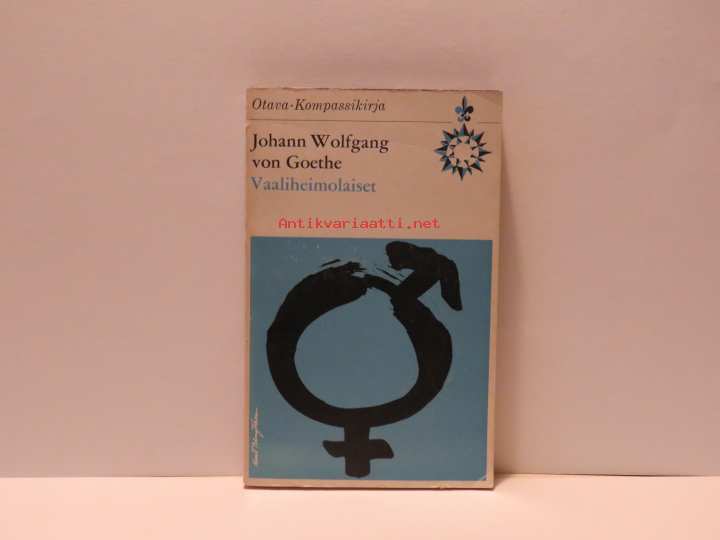 Otava-Kompassikirja
Johann Wolfgang
von Goethe
Vaaliheimolaiset
Antikvariaatti.net